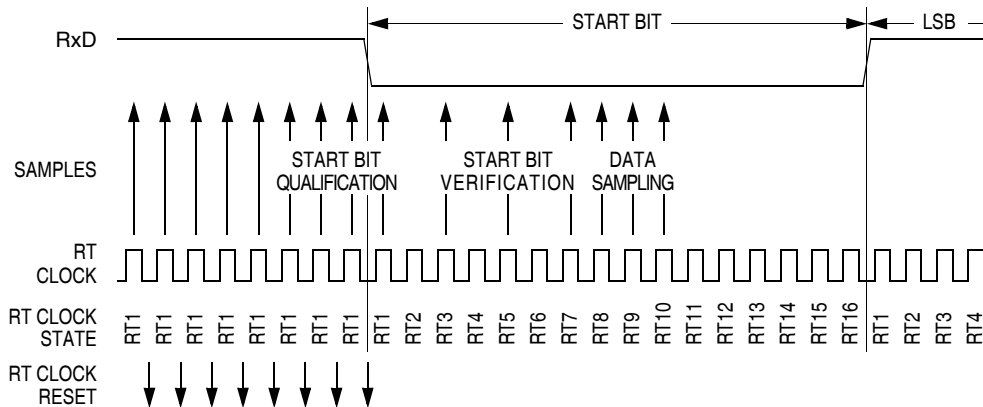 START BIT
LSB
RxD
SAMPLES
START BIT
QUALIFICATION
START BIT
VERIFICATION
DATA
SAMPLING
RT
CLOCK
RT CLOCK
STATE
RT1 RT1 RT1 RT1 RT1 RT1 RT1 RT1 RT1 RT2 RT3 RT4 RT5 RT6 RT7 RT8 RT9 RT10 RT11 RT12 RT13 RT14 RT15 RT16 RT1 RT2 RT3 RT4
RT CLOCK
RESET